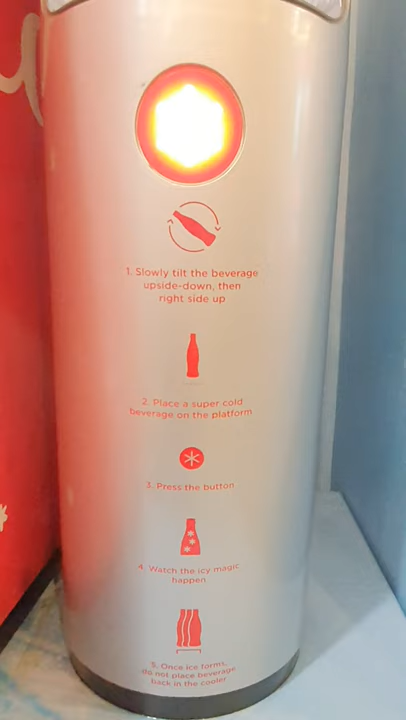 1. Slowly tilt the beverage
upside-down, then
right side up
2. Place a super cold
beverage on the platform
3. Press the button
4. Watch the icy magic
happen
5. Once ice forms,
do not place beverage
back in the cooler